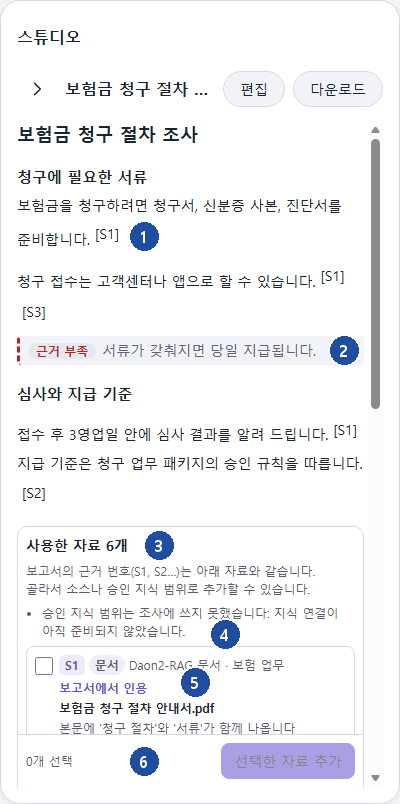 스튜디오
보험금 청구 절차 ... 편집 다운로드
보험금 청구 절차 조사
청구에 필요한 서류
보험금을 청구하려면 청구서, 신분증 사본, 진단서를
준비합니다. [S1] 1
청구 접수는 고객센터나 앱으로 할 수 있습니다. [S1]
[S3]
근거 부족 서류가 갖춰지면 당일 지급됩니다. 2
심사와 지급 기준
접수 후 3영업일 안에 심사 결과를 알려 드립니다. [S1]
지급 기준은 청구 업무 패키지의 승인 규칙을 따릅니다.
[S2]
사용한 자료 6개 3
보고서의 근거 번호(S1, S2...)는 아래 자료와 같습니다.
골라서 소스나 승인 지식 범위로 추가할 수 있습니다.
• 승인 지식 범위는 조사에 쓰지 못했습니다: 지식 연결이
아직 준비되지 않았습니다. 4
S1 문서 Daon2-RAG 문서 · 보험 업무
보고서에서 인용 5
보험금 청구 절차 안내서.pdf
본문에 '청구 절차'와 '서류'가 함께 나옵니다
0개 선택 6 선택한 자료 추가